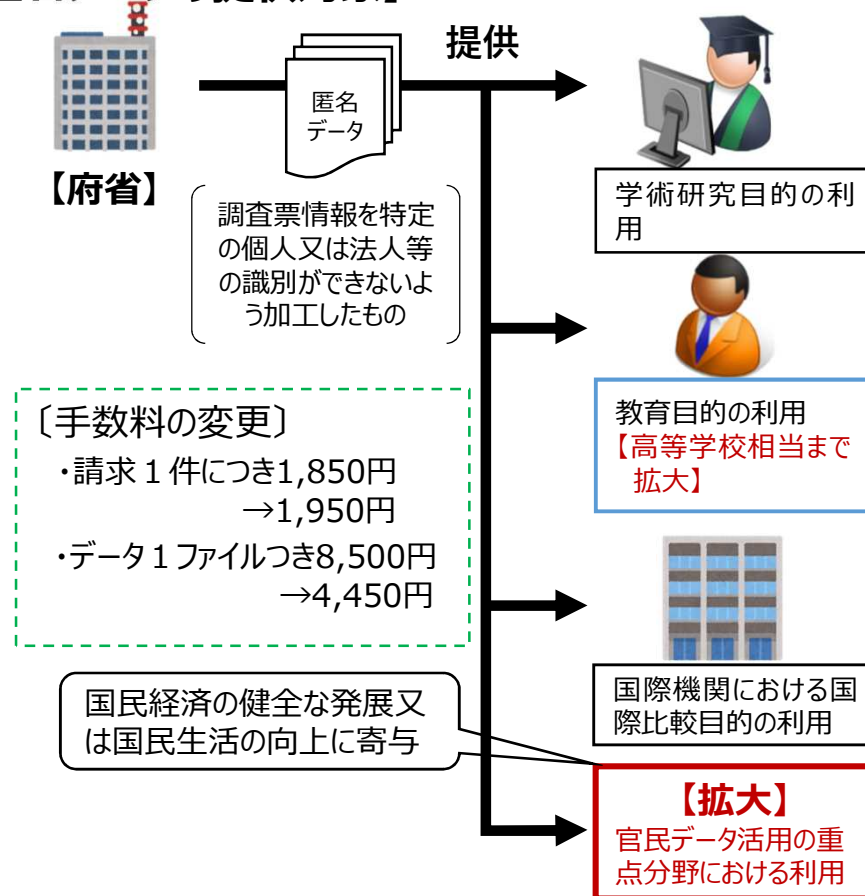 提供
匿名
データ
【府省】
調査票情報を特定
の個人又は法人等
の識別ができないよ
う加工したもの
学術研究目的の利
用
教育目的の利用
【高等学校相当まで
拡大】
〔手数料の変更〕
・請求１件につき1,850円
→1,950円
・データ１ファイルつき8,500円
→4,450円
国際機関における国
際比較目的の利用
国民経済の健全な発展又
は国民生活の向上に寄与
【拡大】
官民データ活用の重
点分野における利用